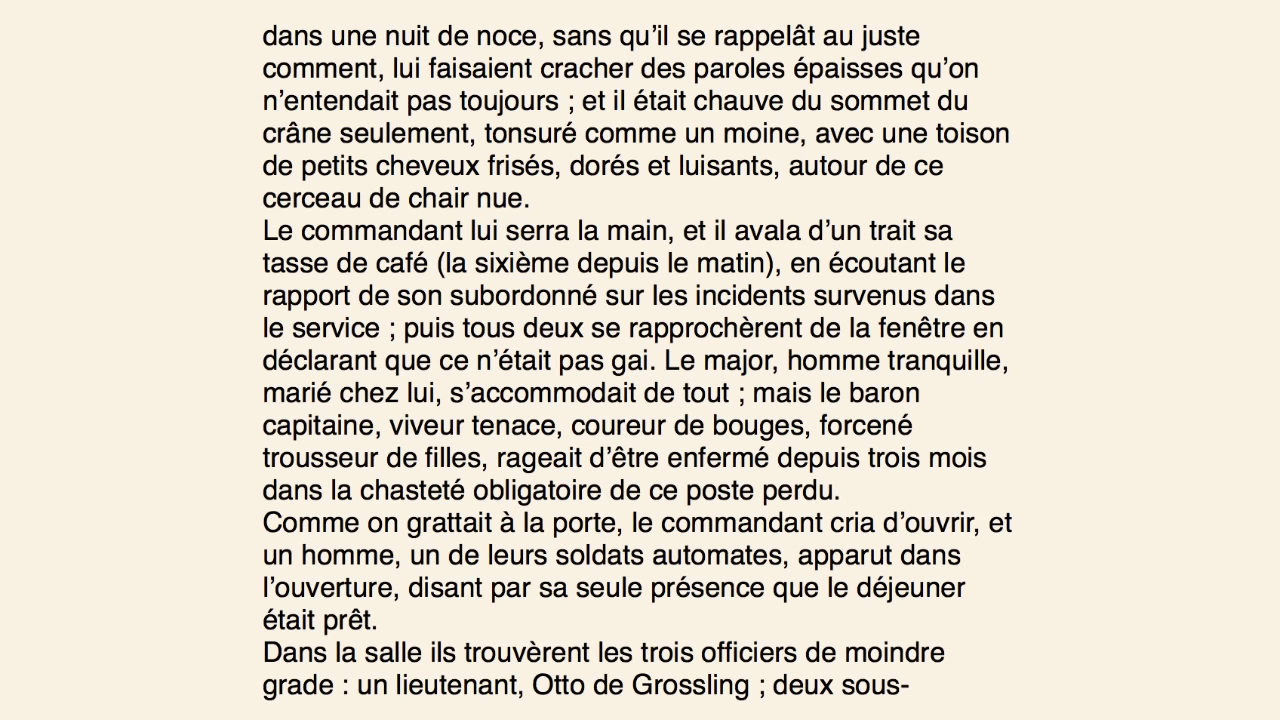 dans une nuit de noce, sans qu’il se rappelât au juste
comment, lui faisaient cracher des paroles épaisses qu’on
n’entendait pas toujours ; et il était chauve du sommet du
crâne seulement, tonsuré comme un moine, avec une toison
de petits cheveux frisés, dorés et luisants, autour de ce
cerceau de chair nue.
Le commandant lui serra la main, et il avala d’un trait sa
tasse de café (la sixième depuis le matin), en écoutant le
rapport de son subordonné sur les incidents survenus dans
le service ; puis tous deux se rapprochèrent de la fenêtre en
déclarant que ce n’était pas gai. Le major, homme tranquille,
marié chez lui, s’accommodait de tout ; mais le baron
capitaine, viveur tenace, coureur de bouges, forcené
trousseur de filles, rageait d’être enfermé depuis trois mois
dans la chasteté obligatoire de ce poste perdu.
Comme on grattait à la porte, le commandant cria d’ouvrir, et
un homme, un de leurs soldats automates, apparut dans
l’ouverture, disant par sa seule présence que le déjeuner
était prêt.
Dans la salle ils trouvèrent les trois officiers de moindre
grade : un lieutenant, Otto de Grossling ; deux sous-